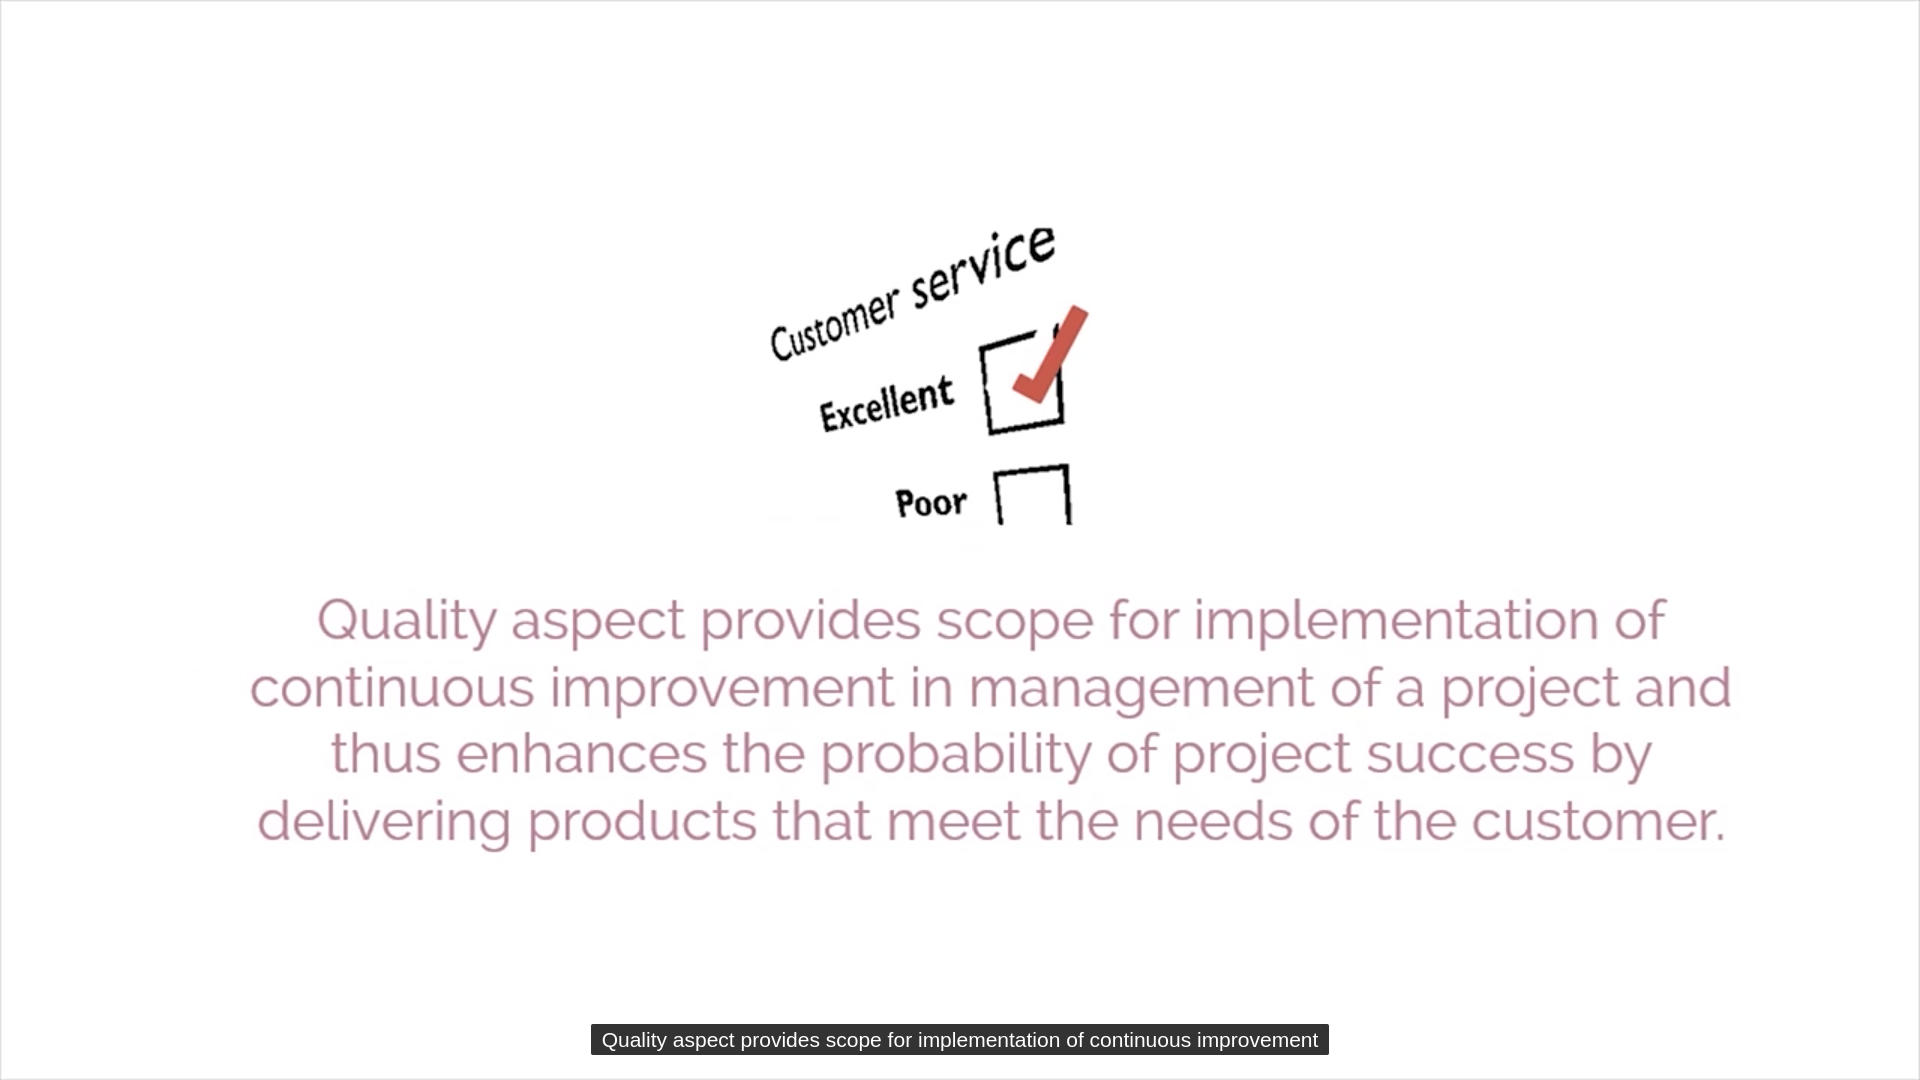 Customer service
Excellent
Poor
Quality aspect provides scope for implementation of
continuous improvement in management of a project and
thus enhances the probability of project success by
delivering products that meet the needs of the customer.
Quality aspect provides scope for implementation of continuous improvement